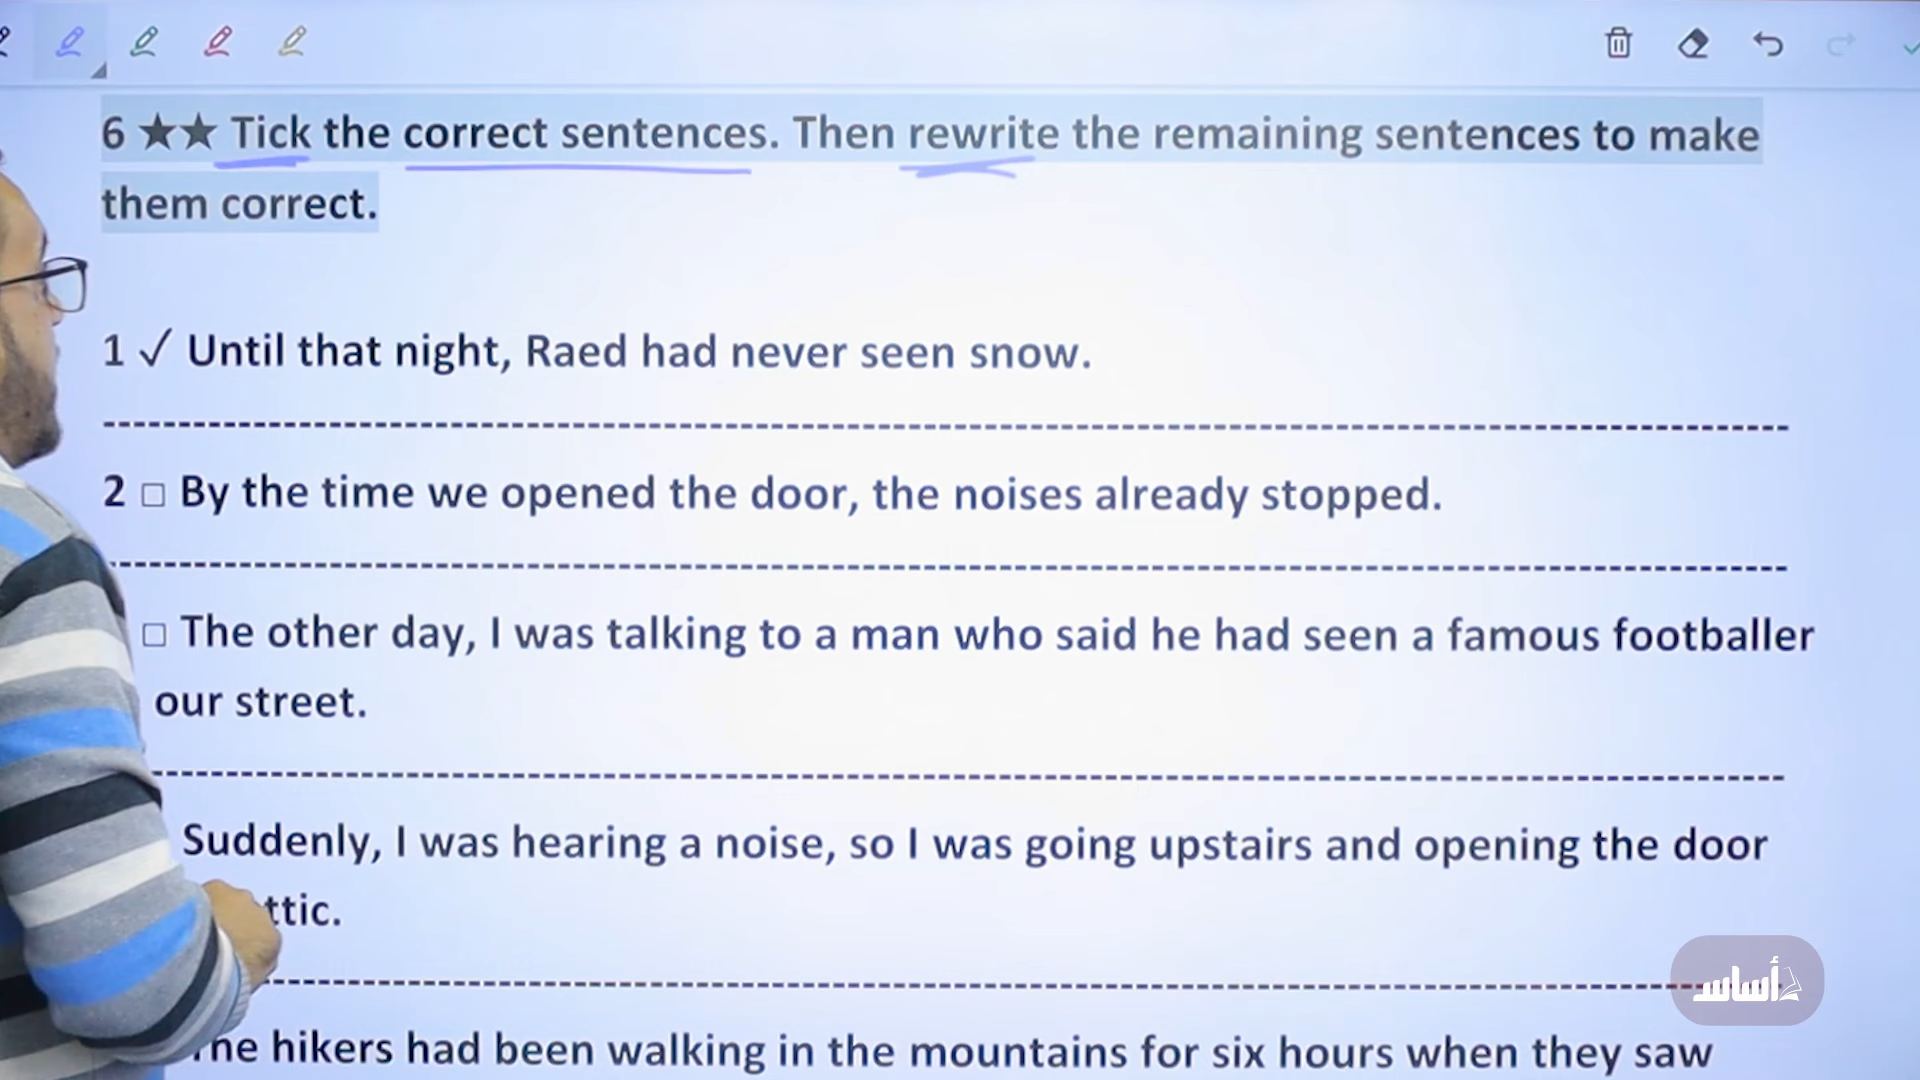 6 ★★ Tick the correct sentences. Then rewrite the remaining sentences to make
them correct.
1 ✓ Until that night, Raed had never seen snow.
2 □ By the time we opened the door, the noises already stopped.
□ The other day, I was talking to a man who said he had seen a famous footballer
our street.
Suddenly, I was hearing a noise, so I was going upstairs and opening the door
ttic.
he hikers had been walking in the mountains for six hours when they saw
أساس